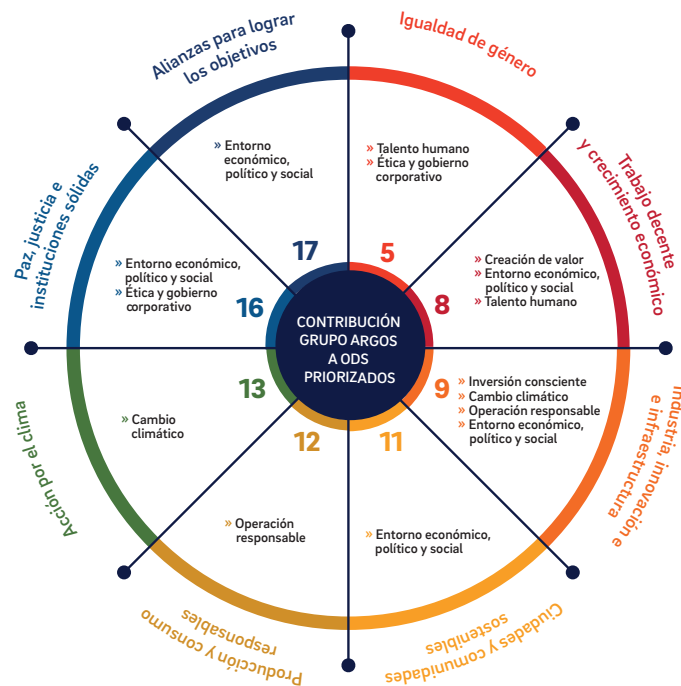 Igualdad de género
5
» Talento humano
» Ética y gobierno
corporativo
Trabajo decente
y crecimiento económico
8
» Creación de valor
» Entorno económico,
político y social
» Talento humano
Industria, innovación e
e infraestructura
9
» Inversión consciente
» Cambio climático
» Operación responsable
» Entorno económico,
político y social
Ciudades y comunidades
sostenibles
11
» Entorno económico,
político y social
Producción y consumo
responsables
12
» Operación
responsable
Acción por el clima
13
» Cambio
climático
Paz, justicia e
instituciones sólidas
16
» Entorno económico,
político y social
» Ética y gobierno
corporativo
Alianzas para lograr
los objetivos
17
» Entorno
económico,
político y social
CONTRIBUCIÓN
GRUPO ARGOS
A ODS
PRIORIZADOS